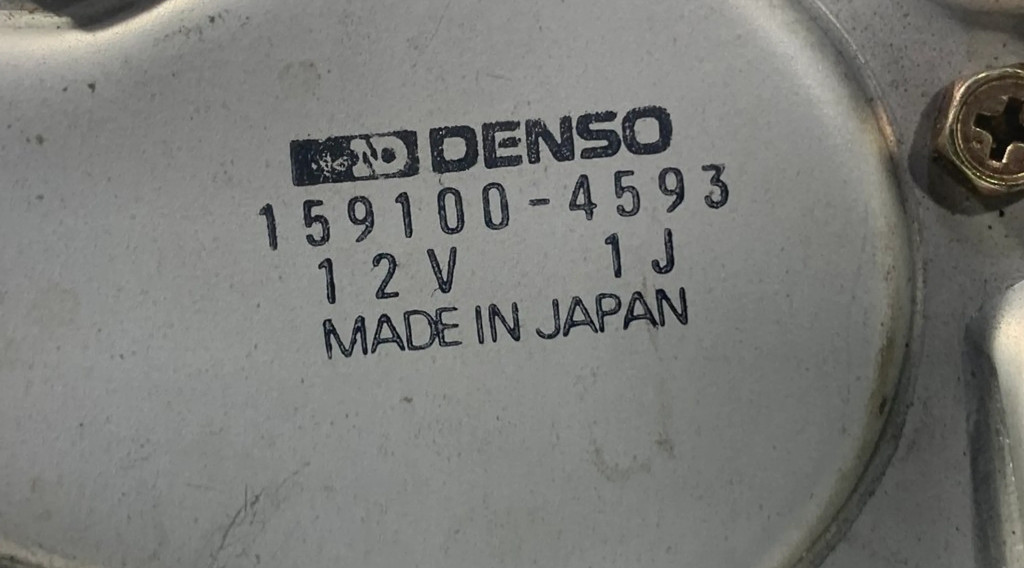 DENSO
159100-4593
12V 1J
MADE IN JAPAN